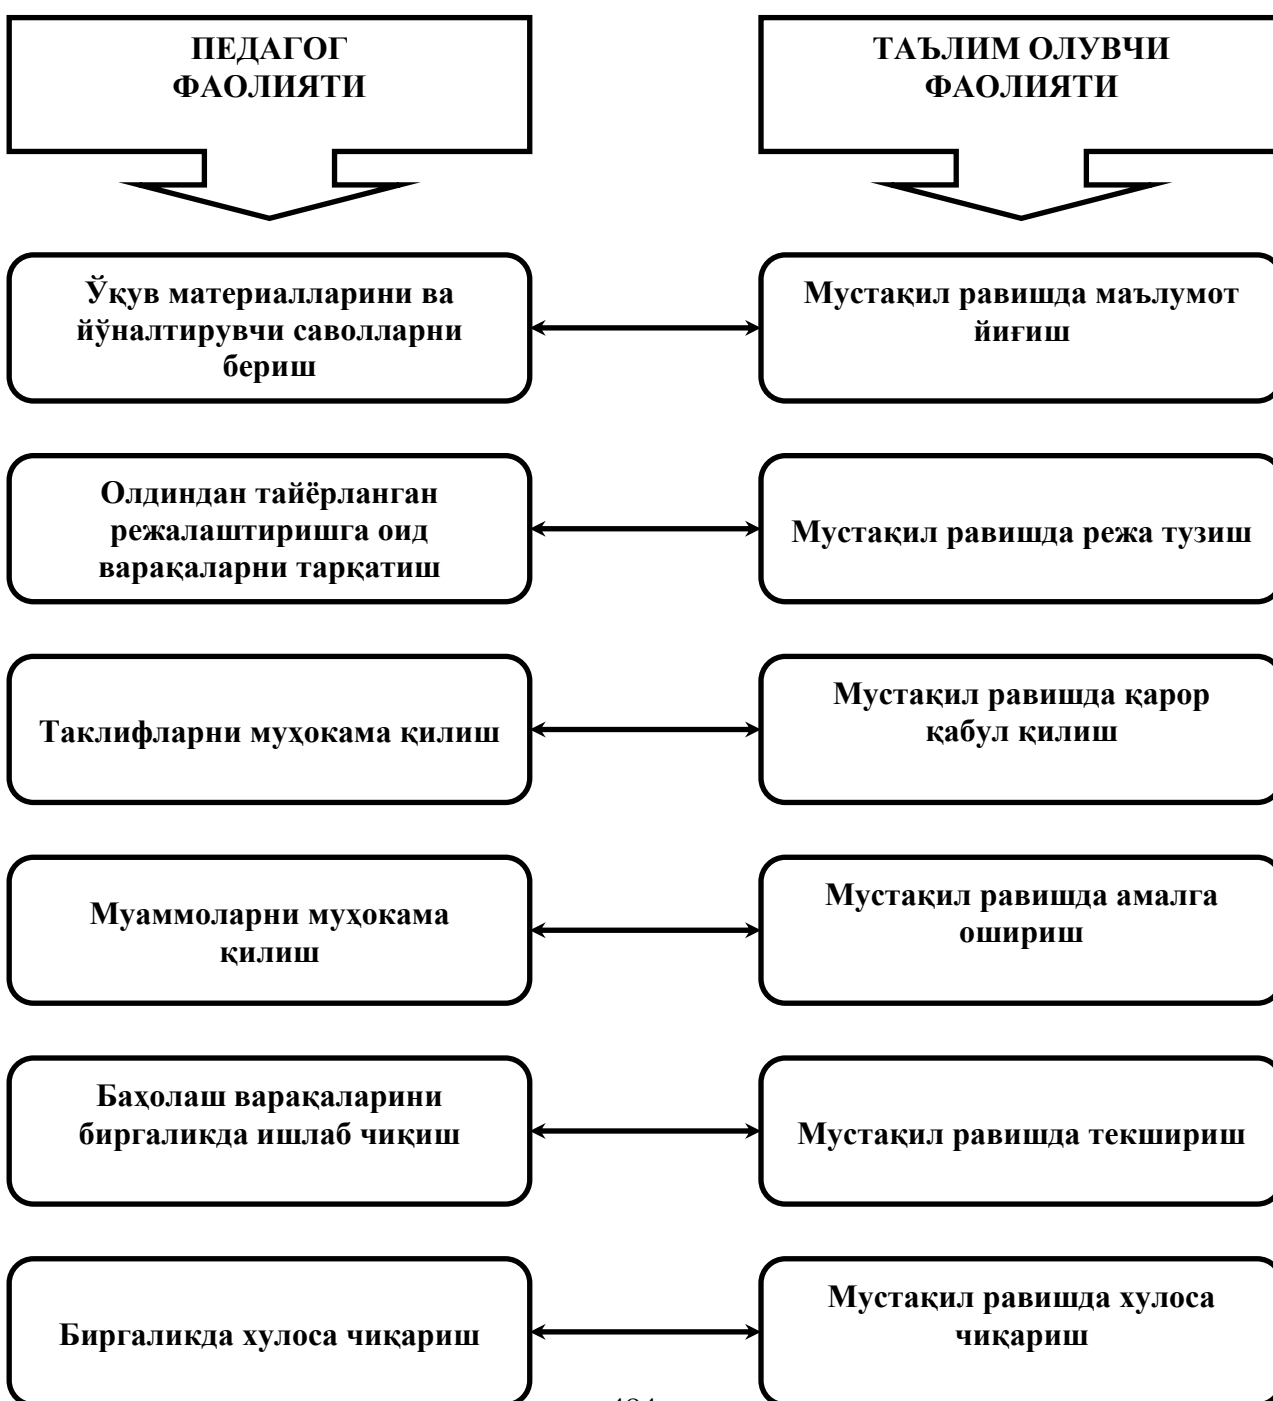 ПЕДАГОГ
ФАОЛИЯТИ
ТАЪЛИМ ОЛУВЧИ
ФАОЛИЯТИ
Ўқув материалларини ва
йўналтирувчи саволларни
бериш
Мустақил равишда маълумот
йиғиш
Олдиндан тайёрланган
режалаштиришга оид
варақаларни тарқатиш
Мустақил равишда режа тузиш
Таклифларни муҳокама қилиш
Мустақил равишда қарор
қабул қилиш
Муаммоларни муҳокама
қилиш
Мустақил равишда амалга
ошириш
Баҳолаш варақаларини
биргаликда ишлаб чиқиш
Мустақил равишда текшириш
Биргаликда хулоса чиқариш
Мустақил равишда хулоса
чиқариш